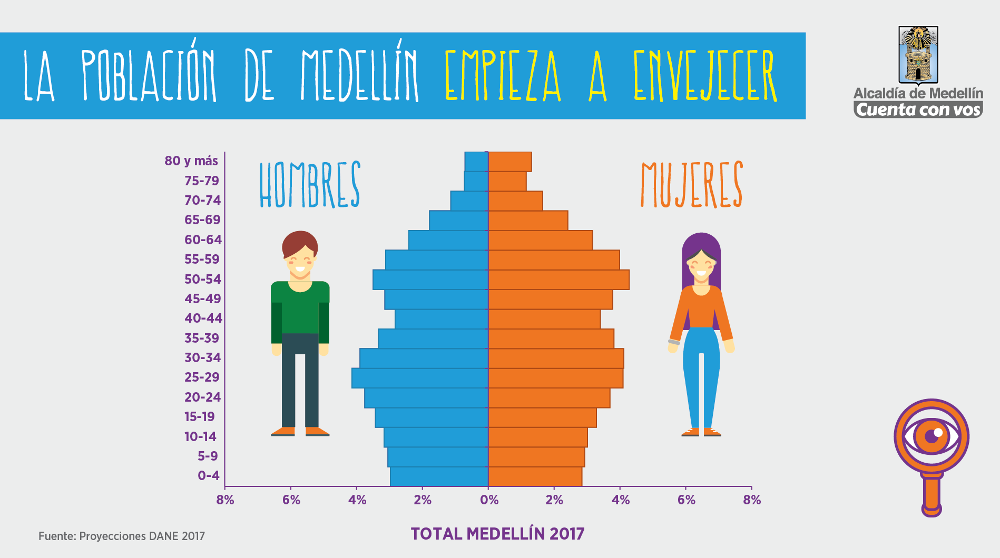 LA POBLACIÓN DE MEDELLÍN EMPIEZA A ENVEJECER
Alcaldía de Medellín
Cuenta con vos
HOMBRES
MUJERES
80 y más
75-79
70-74
65-69
60-64
55-59
50-54
45-49
40-44
35-39
30-34
25-29
20-24
15-19
10-14
5-9
0-4
8% 6% 4% 2% 0% 2% 4% 6% 8%
TOTAL MEDELLÍN 2017
Fuente: Proyecciones DANE 2017